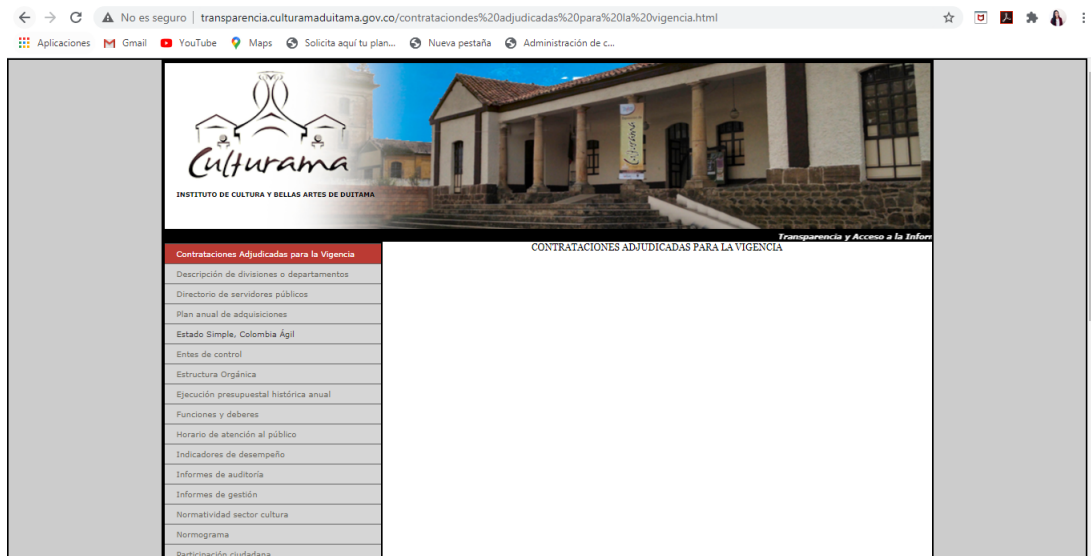 No es seguro | transparencia.culturamaduitama.gov.co/contrataciondes%20adjudicadas%20para%20la%20vigencia.html
Aplicaciones Gmail YouTube Maps Solicita aquí tu plan... Nueva pestaña Administración de c...
Culturama
INSTITUTO DE CULTURA Y BELLAS ARTES DE DUITAMA
Culturama
Transparencia y Acceso a la Infor
CONTRATACIONES ADJUDICADAS PARA LA VIGENCIA
Contrataciones Adjudicadas para la Vigencia
Descripción de divisiones o departamentos
Directorio de servidores públicos
Plan anual de adquisiciones
Estado Simple, Colombia Ágil
Entes de control
Estructura Orgánica
Ejecución presupuestal histórica anual
Funciones y deberes
Horario de atención al público
Indicadores de desempeño
Informes de auditoría
Informes de gestión
Normatividad sector cultura
Normograma
Participación ciudadana